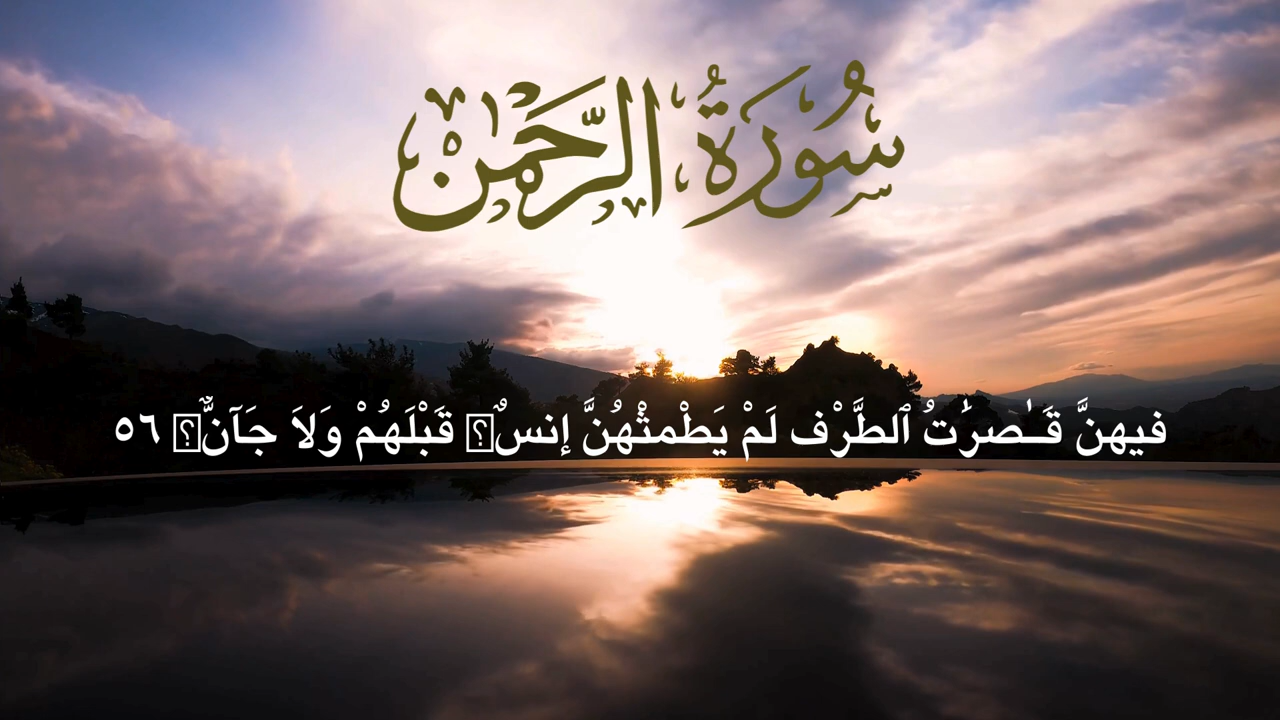 سُورَةُ الرَّحْمَٰنِ
فيهنَّ قَـٰصرَٰتُ ٱلطَّرْف لَمْ يَطْمثْهُنَّ إنسٌ؟ قَبْلَهُمْ وَلاَ جَآنٌّ؟ ٥٦